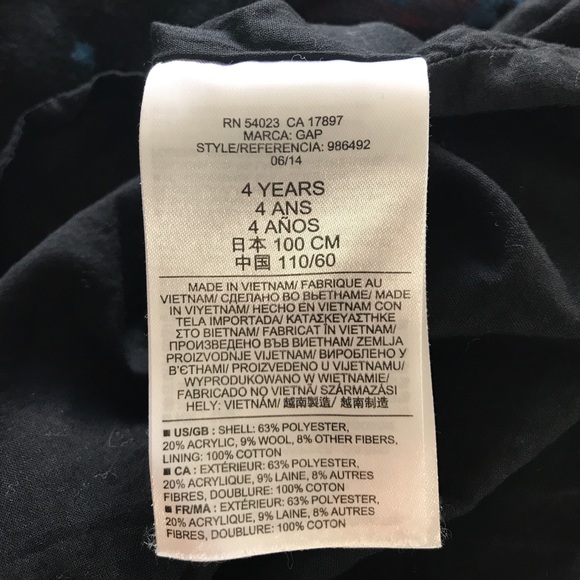 RN 54023 CA 17897
MARCA: GAP
STYLE/REFERENCIA: 986492
06/14
4 YEARS
4 ANS
4 AÑOS
日本 100 CM
中国 110/60
MADE IN VIETNAM/ FABRIQUE AU
VIETNAM/ СДЕЛАНО ВО ВЬЕТНАМЕ/ MADE
IN VIYETNAM/ HECHO EN VIETNAM CON
TELA IMPORTADA/ ΚΑΤΑΣΚΕΥΑΣΤΗΚΕ
ΣΤΟ ΒΙΕΤΝΑΜ/ FABRICAT ÎN VIETNAM/
ПРОИЗВЕДЕНО ВЪВ ВИЕТНАМ/ ZEMLJA
PROIZVODNJE VIJETNAM/ ВИРОБЛЕНО У
В'ЄТНАМІ/ PROIZVEDENO U VIJETNAMU/
WYPRODUKOWANO W WIETNAMIE/
FABRICADO NO VIETNÃ/ SZÁRMAZÁSI
HELY: VIETNÁM/ 越南製造/ 越南制造
■ US/GB : SHELL: 63% POLYESTER,
20% ACRYLIC, 9% WOOL, 8% OTHER FIBERS,
LINING: 100% COTTON
■ CA : EXTÉRIEUR: 63% POLYESTER,
20% ACRYLIQUE, 9% LAINE, 8% AUTRES
FIBRES, DOUBLURE: 100% COTON
■ FR/MA : EXTÉRIEUR: 63% POLYESTER,
20% ACRYLIQUE, 9% LAINE, 8% AUTRES
FIBRES, DOUBLURE: 100% COTON